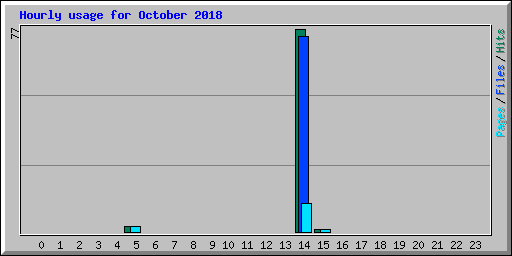 Hourly usage for October 2018
77
Pages/Files/Hits
0 1 2 3 4 5 6 7 8 9 10 11 12 13 14 15 16 17 18 19 20 21 22 23